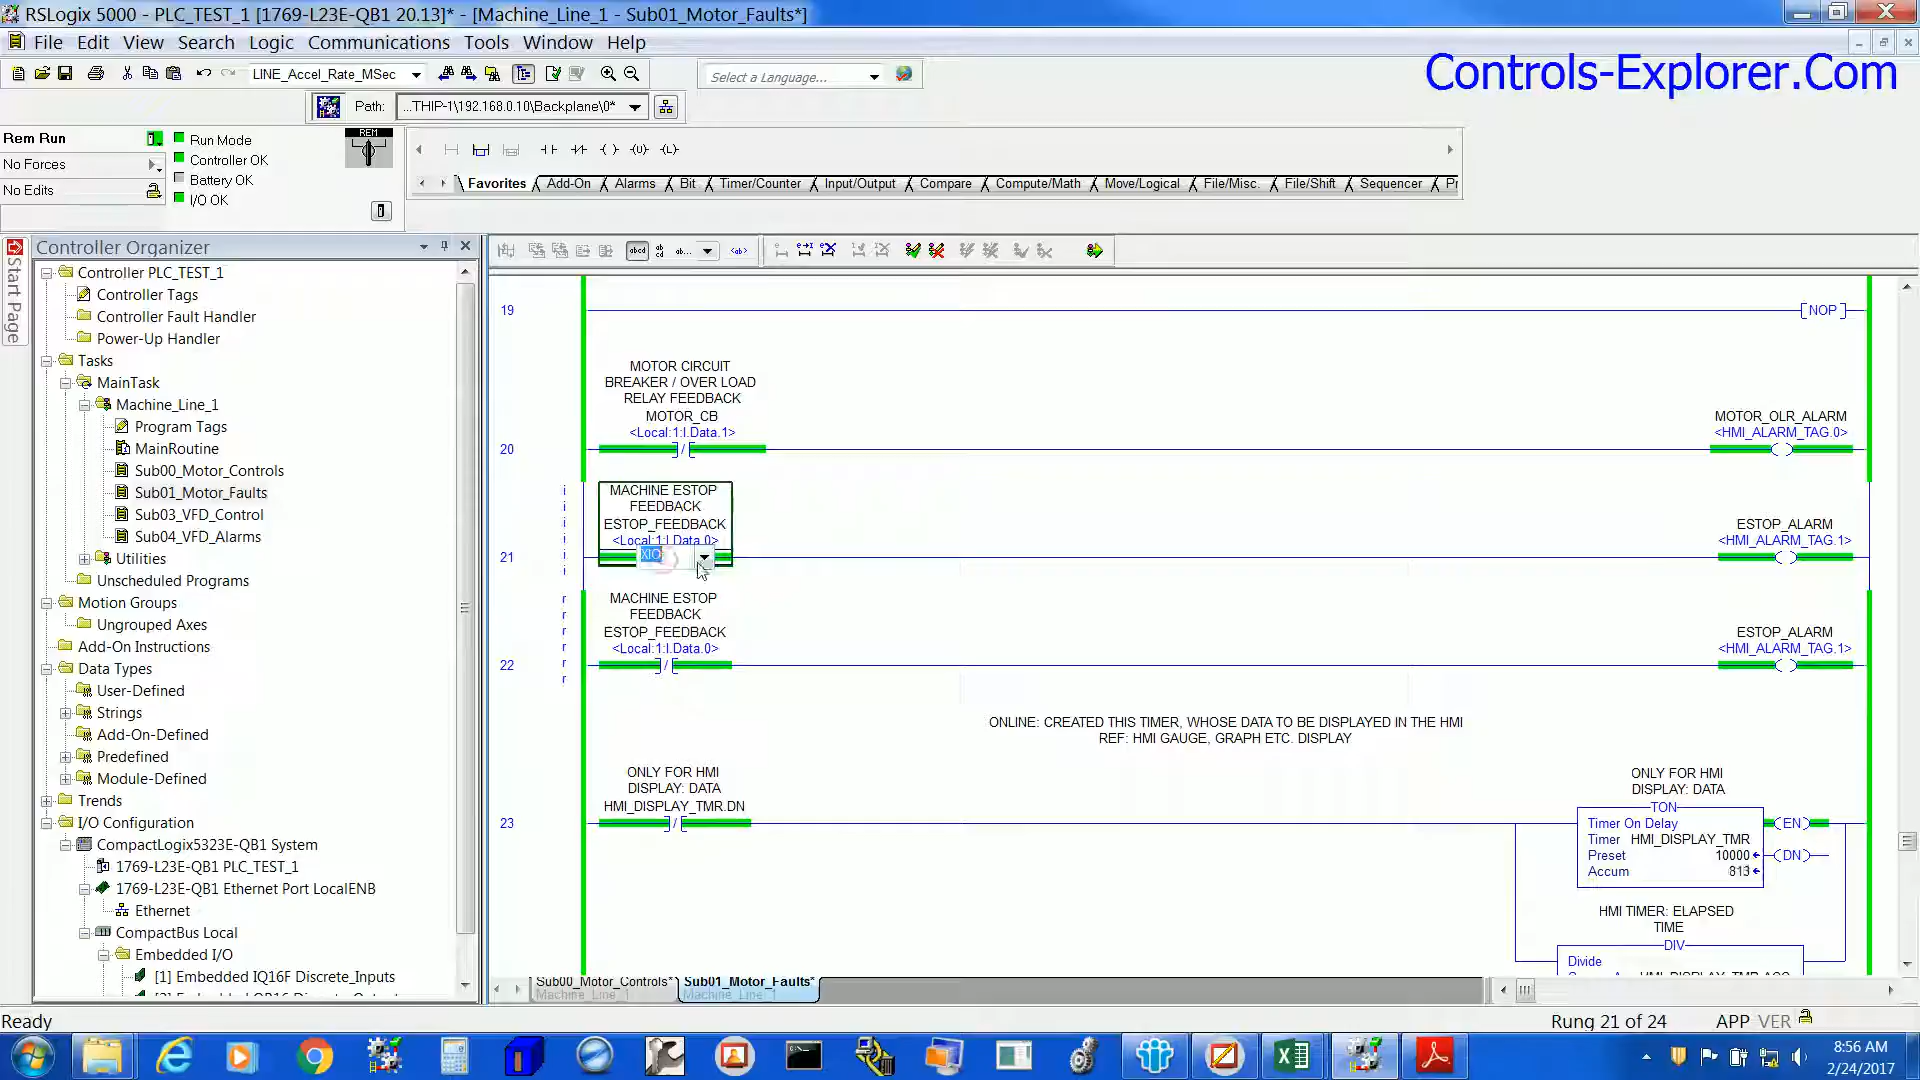 RSLogix 5000 - PLC_TEST_1 [1769-L23E-QB1 20.13]* - [Machine_Line_1 - Sub01_Motor_Faults*]
File Edit View Search Logic Communications Tools Window Help
LINE_Accel_Rate_MSec
Select a Language...
Controls-Explorer.Com
Path: ...THIP-1\192.168.0.10\Backplane\0*
Rem Run
No Forces
No Edits
Run Mode
Controller OK
Battery OK
I/O OK
REM
Favorites Add-On Alarms Bit Timer/Counter Input/Output Compare Compute/Math Move/Logical File/Misc. File/Shift Sequencer
Start Page
Controller Organizer
Controller PLC_TEST_1
Controller Tags
Controller Fault Handler
Power-Up Handler
Tasks
MainTask
Machine_Line_1
Program Tags
MainRoutine
Sub00_Motor_Controls
Sub01_Motor_Faults
Sub03_VFD_Control
Sub04_VFD_Alarms
Utilities
Unscheduled Programs
Motion Groups
Ungrouped Axes
Add-On Instructions
Data Types
User-Defined
Strings
Add-On-Defined
Predefined
Module-Defined
Trends
I/O Configuration
CompactLogix5323E-QB1 System
1769-L23E-QB1 PLC_TEST_1
1769-L23E-QB1 Ethernet Port LocalENB
Ethernet
CompactBus Local
Embedded I/O
[1] Embedded IQ16F Discrete_Inputs
19
NOP
MOTOR CIRCUIT
BREAKER / OVER LOAD
RELAY FEEDBACK
MOTOR_CB
<Local:1:I.Data.1>
MOTOR_OLR_ALARM
<HMI_ALARM_TAG.0>
20
MACHINE ESTOP
FEEDBACK
ESTOP_FEEDBACK
<Local:1:I.Data.0>
XIO
ESTOP_ALARM
<HMI_ALARM_TAG.1>
21
i
i
i
i
i
i
MACHINE ESTOP
FEEDBACK
ESTOP_FEEDBACK
<Local:1:I.Data.0>
ESTOP_ALARM
<HMI_ALARM_TAG.1>
22
r
r
r
r
r
r
ONLINE: CREATED THIS TIMER, WHOSE DATA TO BE DISPLAYED IN THE HMI
REF: HMI GAUGE, GRAPH ETC. DISPLAY
ONLY FOR HMI
DISPLAY: DATA
HMI_DISPLAY_TMR.DN
23
ONLY FOR HMI
DISPLAY: DATA
TON
Timer On Delay
Timer HMI_DISPLAY_TMR
Preset 10000
Accum 813
EN
DN
HMI TIMER: ELAPSED
TIME
DIV
Divide
Sub00_Motor_Controls*
Machine_Line_1
Sub01_Motor_Faults*
Machine_Line_1
Ready
Rung 21 of 24
APP VER
8:56 AM
2/24/2017